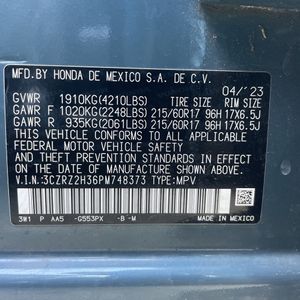 MFD.BY HONDA DE MEXICO S.A. DE C.V.
04/'23
GVWR 1910KG(4210LBS) TIRE SIZE RIM SIZE
GAWR F 1020KG(2248LBS) 215/60R17 96H 17X6.5J
GAWR R 935KG(2061LBS) 215/60R17 96H 17X6.5J
THIS VEHICLE CONFORMS TO ALL APPLICABLE
FEDERAL MOTOR VEHICLE SAFETY AND THEFT
PREVENTION STANDARDS IN EFFECT ON THE DATE
OF MANUFACTURE SHOWN ABOVE.
V.I.N:3CZRZ2H36PM748373 TYPE:MPV
3W1 P AA5 -G553PX -B -M
MADE IN
MEXICO